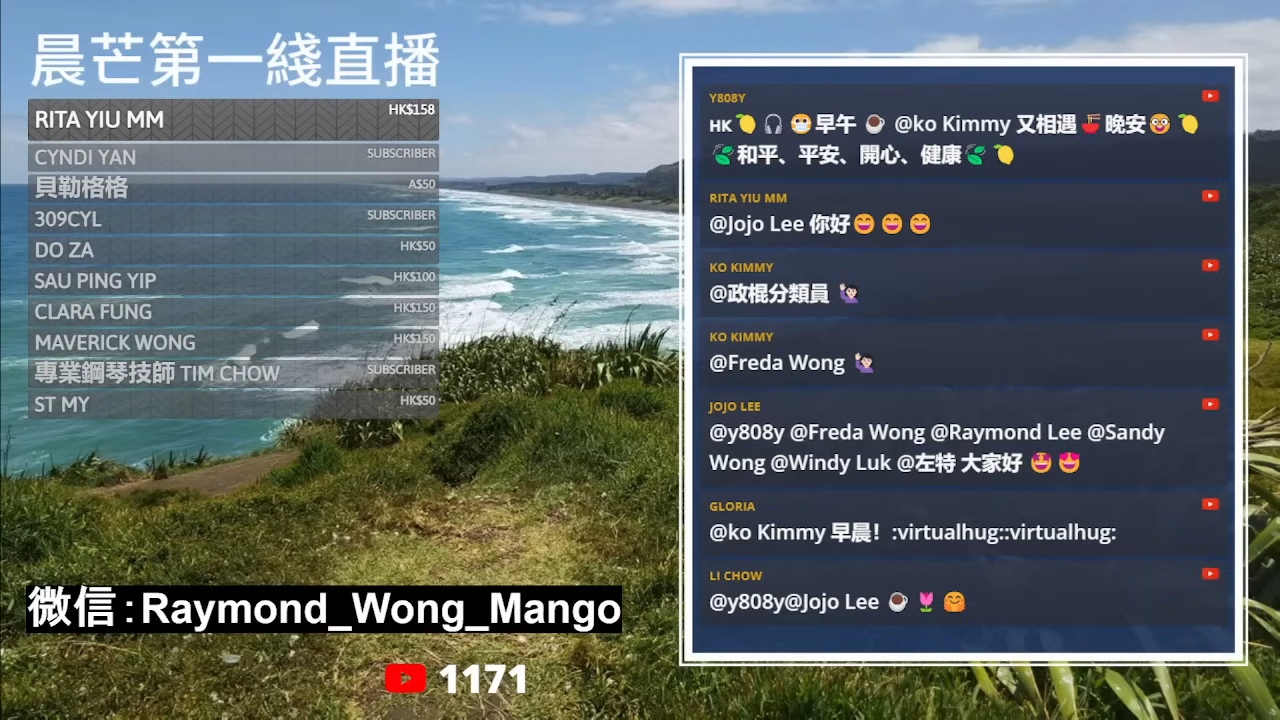 晨芒第一綫直播
RITA YIU MM HK$158
CYNDI YAN SUBSCRIBER
貝勒格格 A$50
309CYL SUBSCRIBER
DO ZA HK$50
SAU PING YIP HK$100
CLARA FUNG HK$150
MAVERICK WONG HK$150
專業鋼琴技師 TIM CHOW SUBSCRIBER
ST MY HK$50
微信:Raymond_Wong_Mango
1171
Y808Y
HK🍋🎧😷早午☕ @ko Kimmy 又相遇🍜晚安🤡🍋
🍃和平、平安、開心、健康🍃🍋
RITA YIU MM
@Jojo Lee 你好😄😄😄
KO KIMMY
@政棍分類員 🙋🏻‍♀️
KO KIMMY
@Freda Wong 🙋🏻‍♀️
JOJO LEE
@y808y @Freda Wong @Raymond Lee @Sandy
Wong @Windy Luk @左特 大家好 🤩😍
GLORIA
@ko Kimmy 早晨！:virtualhug::virtualhug:
LI CHOW
@y808y@Jojo Lee ☕🌷🤗